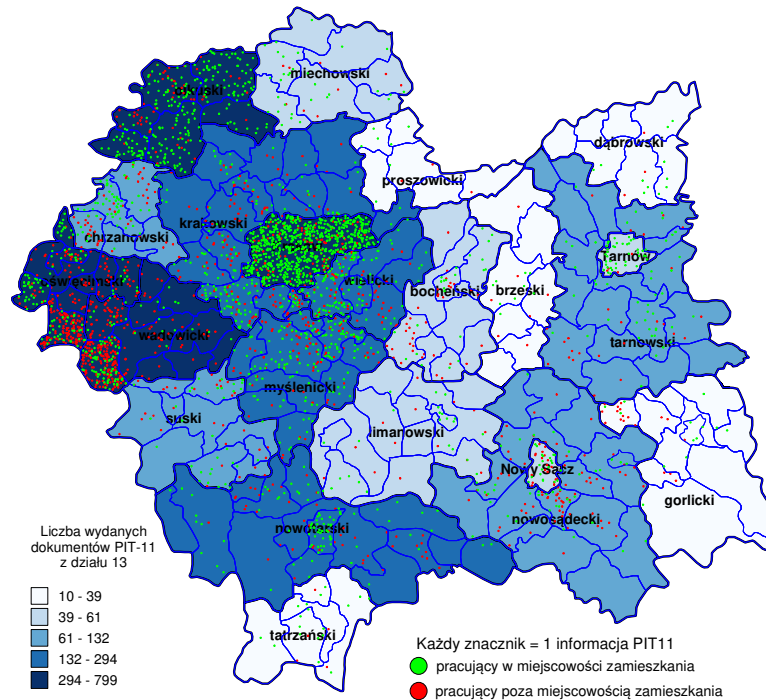 miechowski
olkuski
dąbrowski
proszowicki
krakowski
chrzanowski
Tarnów
oświęcimski
wielicki
bocheński
brzeski
wadowicki
tarnowski
myślenicki
suski
limanowski
Nowy Sącz
gorlicki
nowotarski
nowosądecki
tatrzański
Liczba wydanych
dokumentów PIT-11
z działu 13
10 - 39
39 - 61
61 - 132
132 - 294
294 - 799
Każdy znacznik = 1 informacja PIT11
pracujący w miejscowości zamieszkania
pracujący poza miejscowością zamieszkania